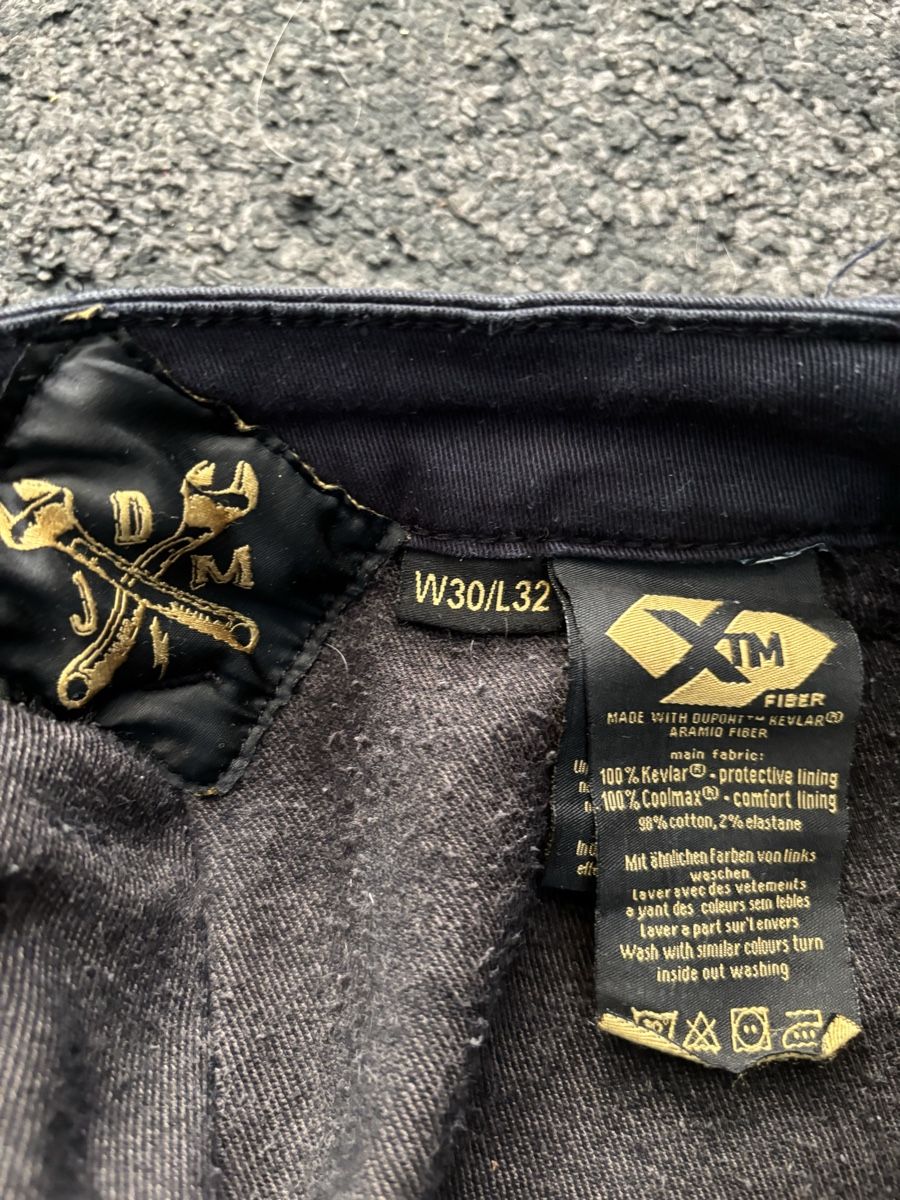 J D M
W30/L32
XTM
FIBER
MADE WITH DUPONT™ KEVLAR®
ARAMID FIBER
main fabric:
100%Kevlar® - protective lining
100%Coolmax® - comfort lining
98%cotton, 2% elastane
Mit ähnlichen Farben von links
waschen
Laver avec des vetements
a yant des coleurs sem lebles
Laver a part sur l'envers
Wash with similar colours turn
inside out washing